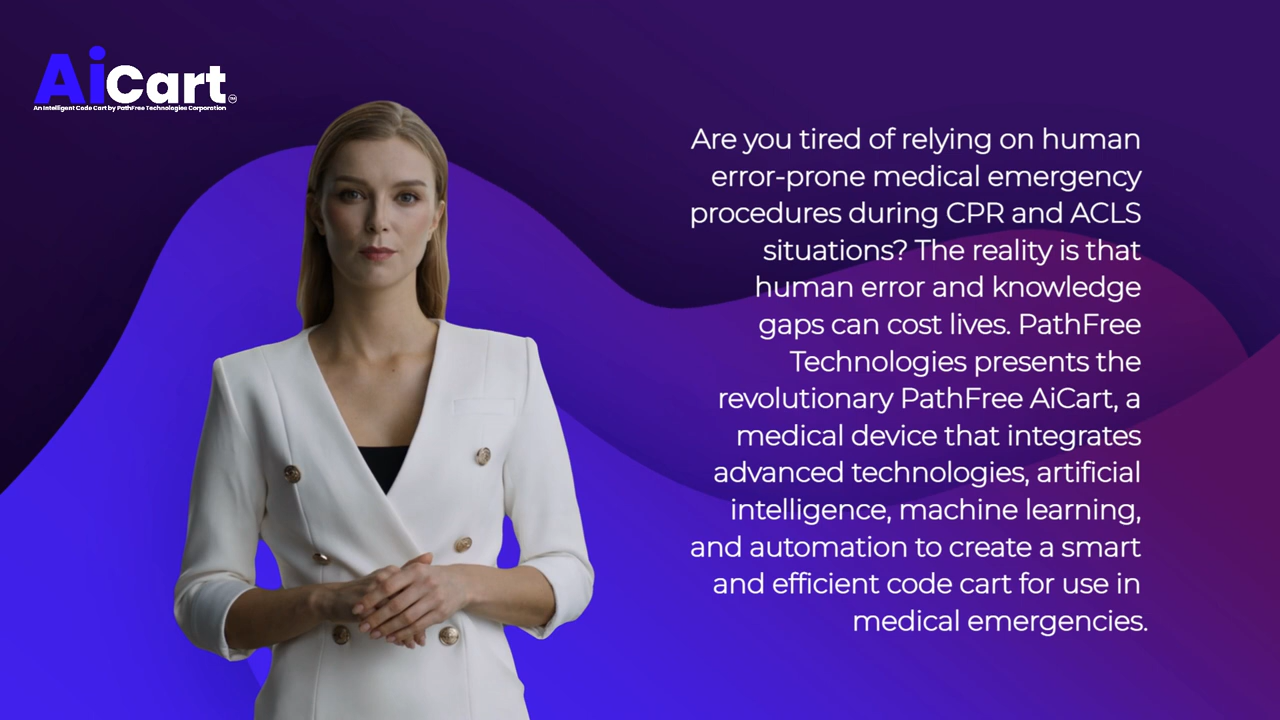 AiCart TM
An Intelligent Code Cart by PathFree Technologies Corporation
Are you tired of relying on human
error-prone medical emergency
procedures during CPR and ACLS
situations? The reality is that
human error and knowledge
gaps can cost lives. PathFree
Technologies presents the
revolutionary PathFree AiCart, a
medical device that integrates
advanced technologies, artificial
intelligence, machine learning,
and automation to create a smart
and efficient code cart for use in
medical emergencies.